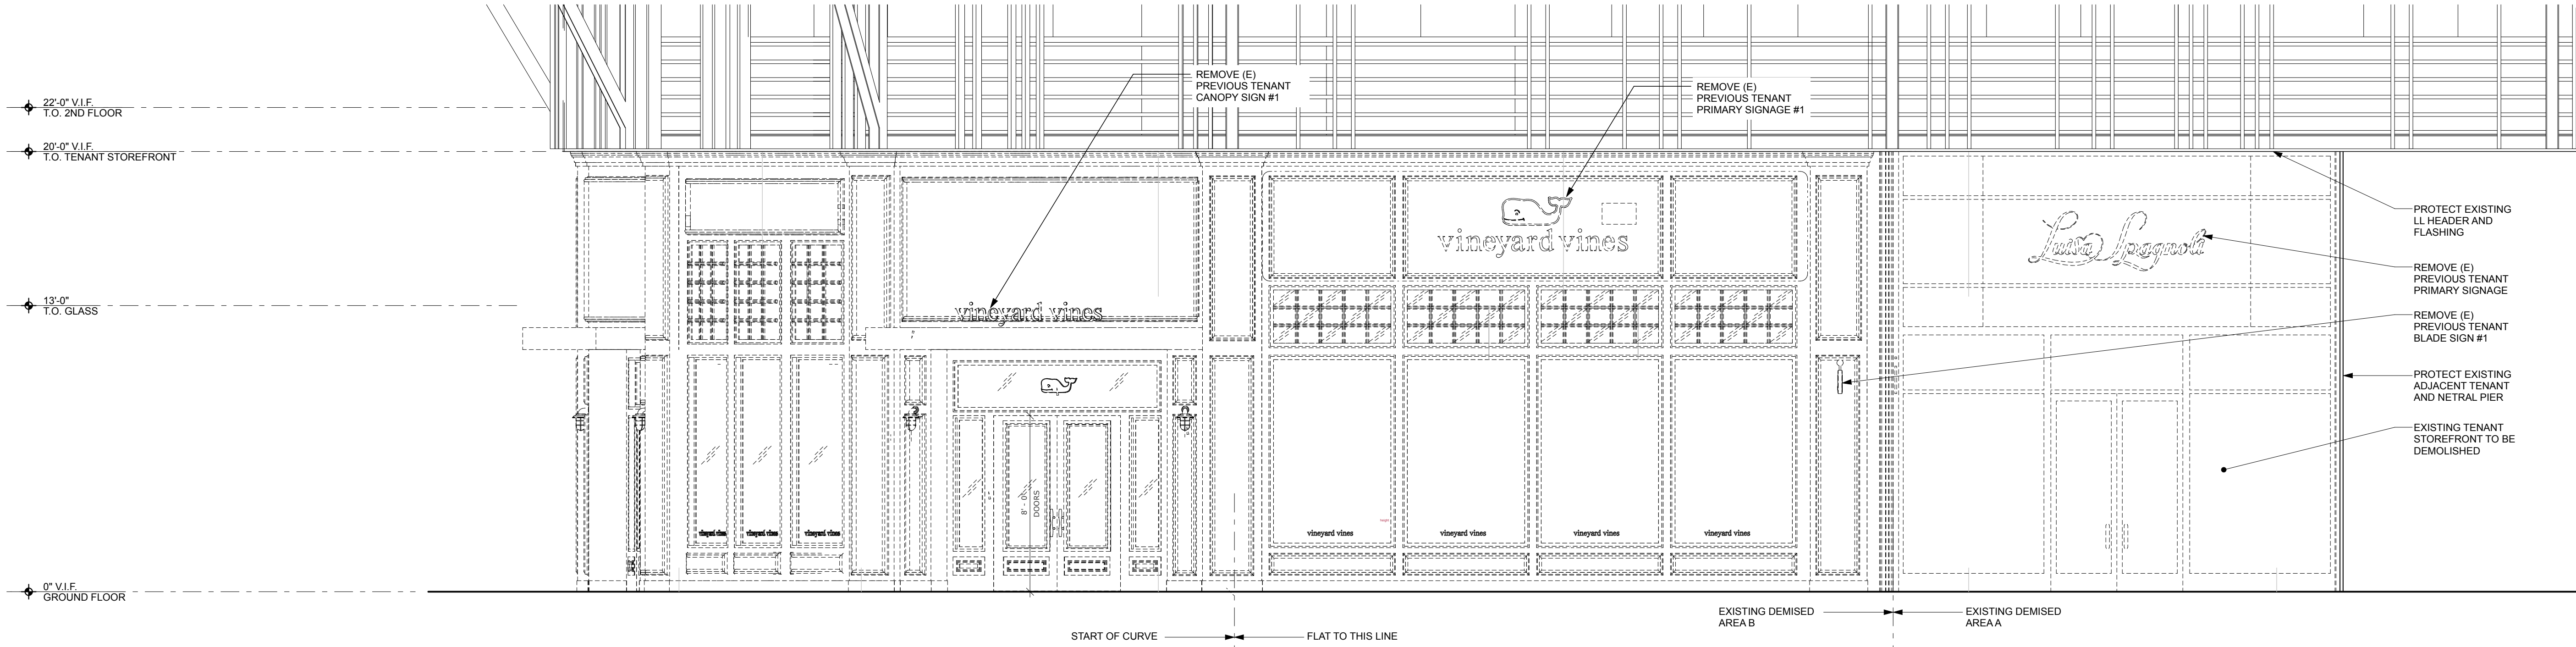 22'-0" V.I.F.
T.O. 2ND FLOOR
20'-0" V.I.F.
T.O. TENANT STOREFRONT
13'-0"
T.O. GLASS
0" V.I.F.
GROUND FLOOR
REMOVE (E)
PREVIOUS TENANT
CANOPY SIGN #1
REMOVE (E)
PREVIOUS TENANT
PRIMARY SIGNAGE #1
vineyard vines
vineyard vines
Luisa Spagnoli
PROTECT EXISTING
LL HEADER AND
FLASHING
REMOVE (E)
PREVIOUS TENANT
PRIMARY SIGNAGE
REMOVE (E)
PREVIOUS TENANT
BLADE SIGN #1
PROTECT EXISTING
ADJACENT TENANT
AND NETRAL PIER
EXISTING TENANT
STOREFRONT TO BE
DEMOLISHED
8' - 0"
DOORS
vineyard vines
vineyard vines
vineyard vines
vineyard vines
vineyard vines
vineyard vines
vineyard vines
EXISTING DEMISED
AREA B
EXISTING DEMISED
AREA A
START OF CURVE
FLAT TO THIS LINE